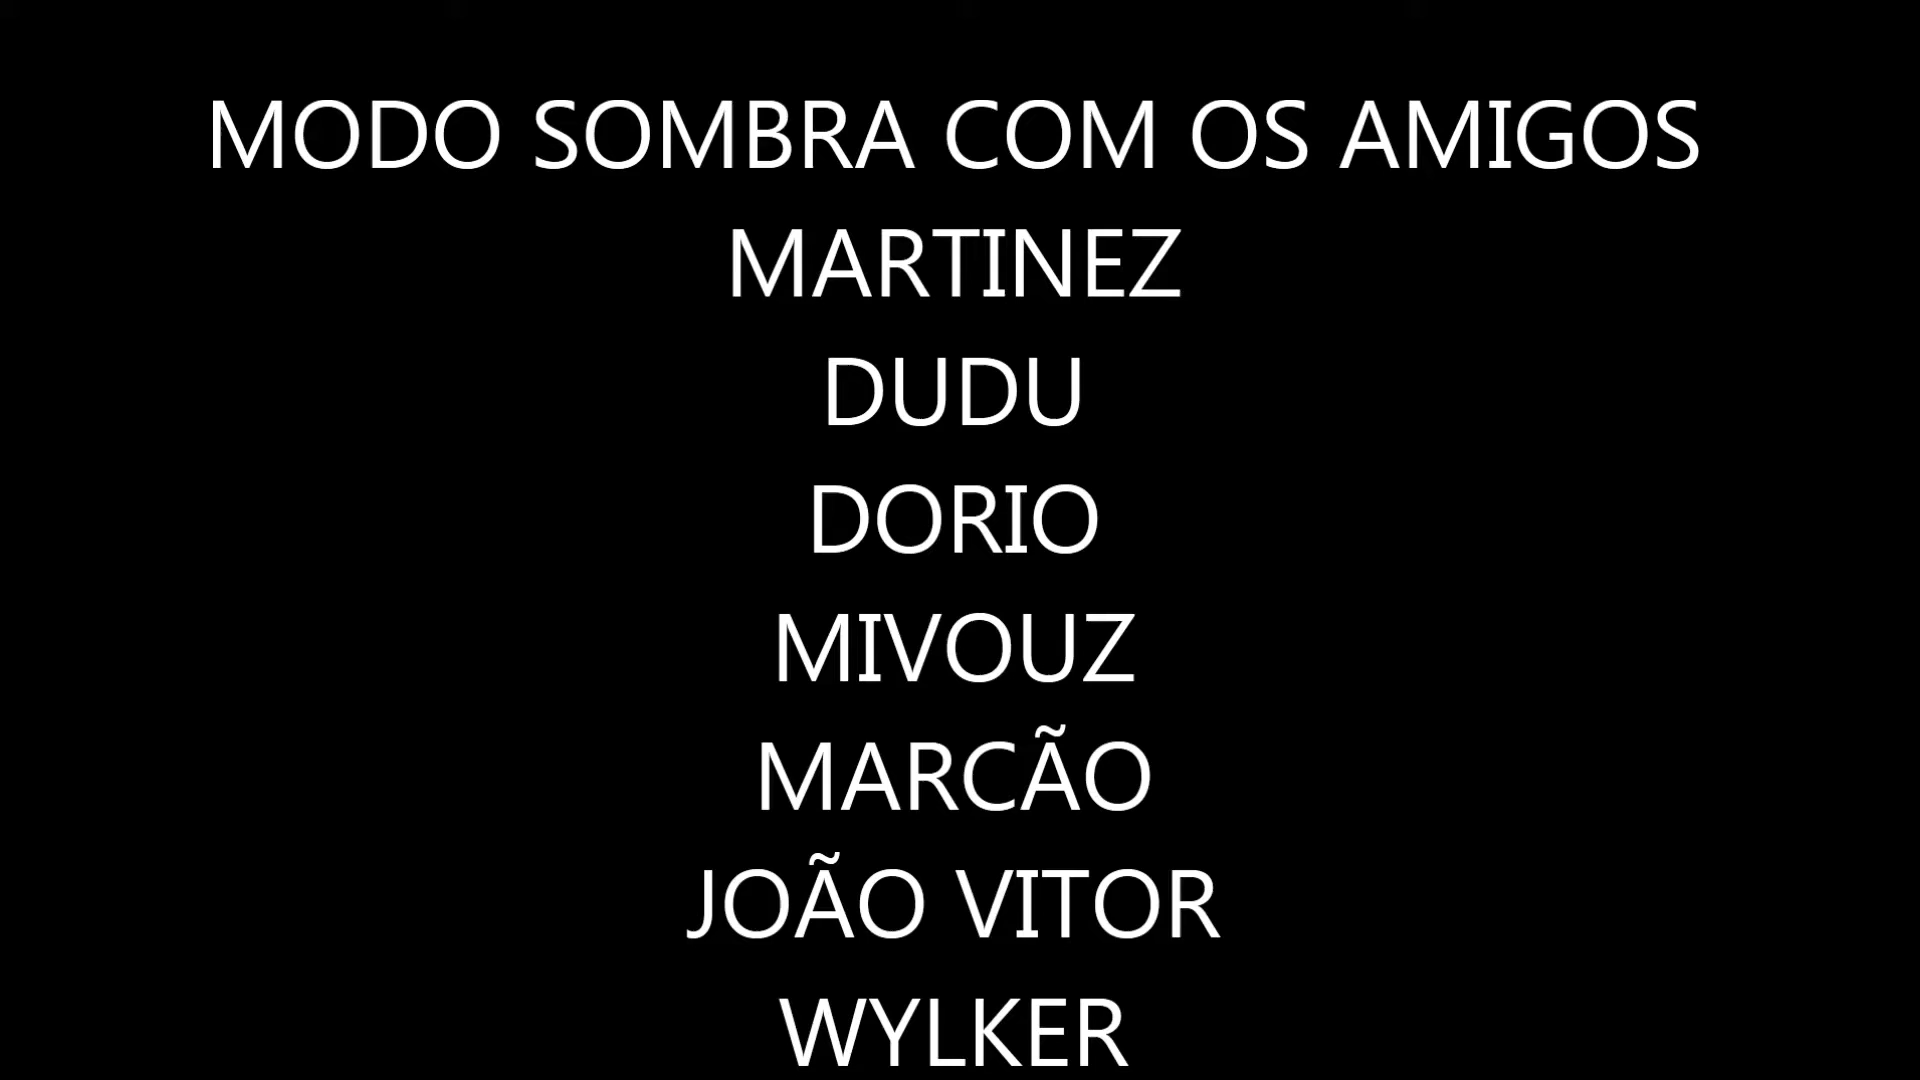 MODO SOMBRA COM OS AMIGOS
MARTINEZ
DUDU
DORIO
MIVOUZ
MARCÃO
JOÃO VITOR
WYLKER